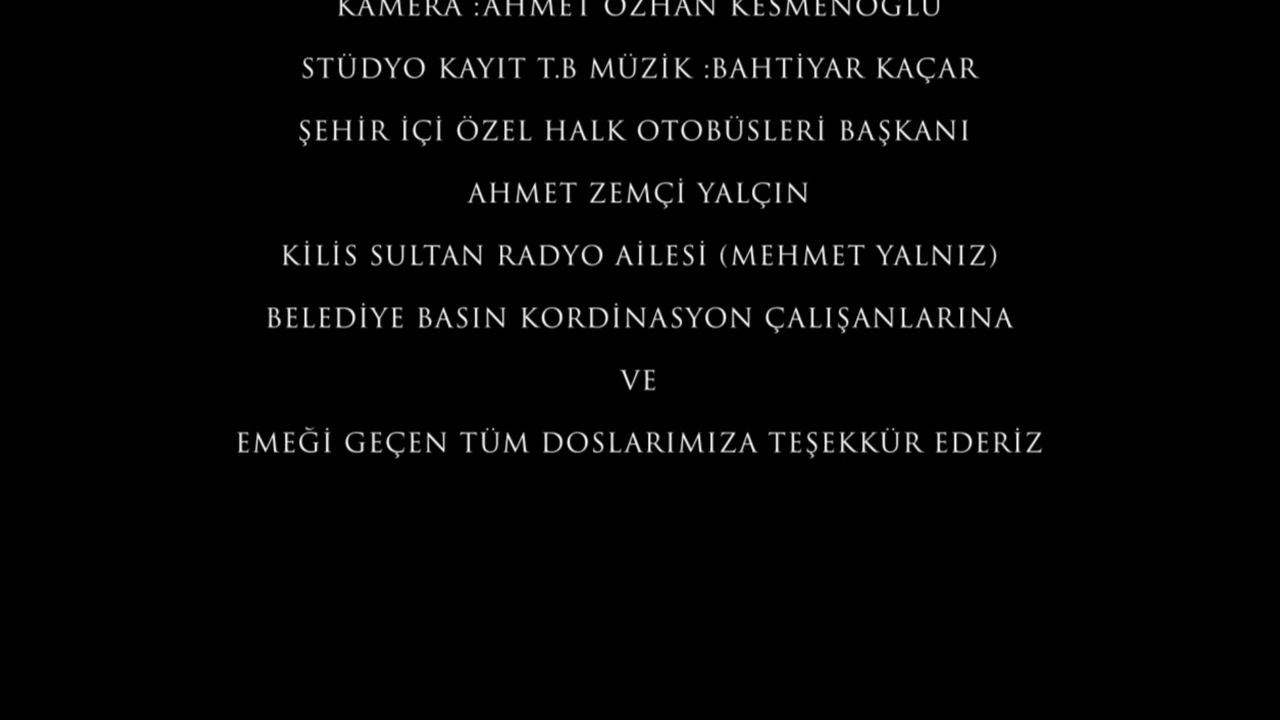 KAMERA :AHMET ÖZHAN KESMENOĞLU
STÜDYO KAYIT T.B MÜZİK :BAHTİYAR KAÇAR
ŞEHİR İÇİ ÖZEL HALK OTOBÜSLERİ BAŞKANI
AHMET ZEMÇİ YALÇIN
KİLİS SULTAN RADYO AİLESİ (MEHMET YALNIZ)
BELEDİYE BASIN KORDİNASYON ÇALIŞANLARINA
VE
EMEĞİ GEÇEN TÜM DOSLARIMIZA TEŞEKKÜR EDERİZ